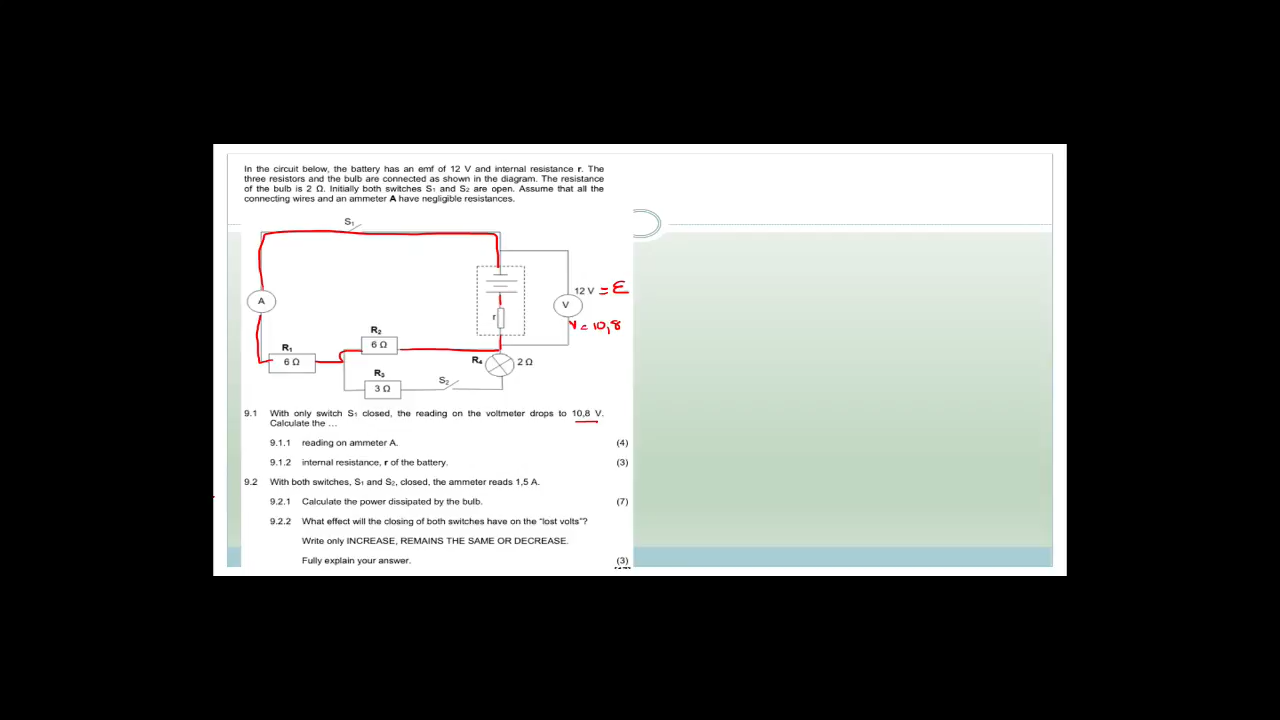 In the circuit below, the battery has an emf of 12 V and internal resistance r. The
three resistors and the bulb are connected as shown in the diagram. The resistance
of the bulb is 2 Ω. Initially both switches S1 and S2 are open. Assume that all the
connecting wires and an ammeter A have negligible resistances.
S1
12 V = ε
A
V
r
V = 10,8
R2
6 Ω
R1
6 Ω
R4
2 Ω
R3
3 Ω
S2
9.1 With only switch S1 closed, the reading on the voltmeter drops to 10,8 V.
Calculate the …
9.1.1 reading on ammeter A. (4)
9.1.2 internal resistance, r of the battery. (3)
9.2 With both switches, S1 and S2, closed, the ammeter reads 1,5 A.
9.2.1 Calculate the power dissipated by the bulb. (7)
9.2.2 What effect will the closing of both switches have on the "lost volts"?
Write only INCREASE, REMAINS THE SAME OR DECREASE.
Fully explain your answer. (3)